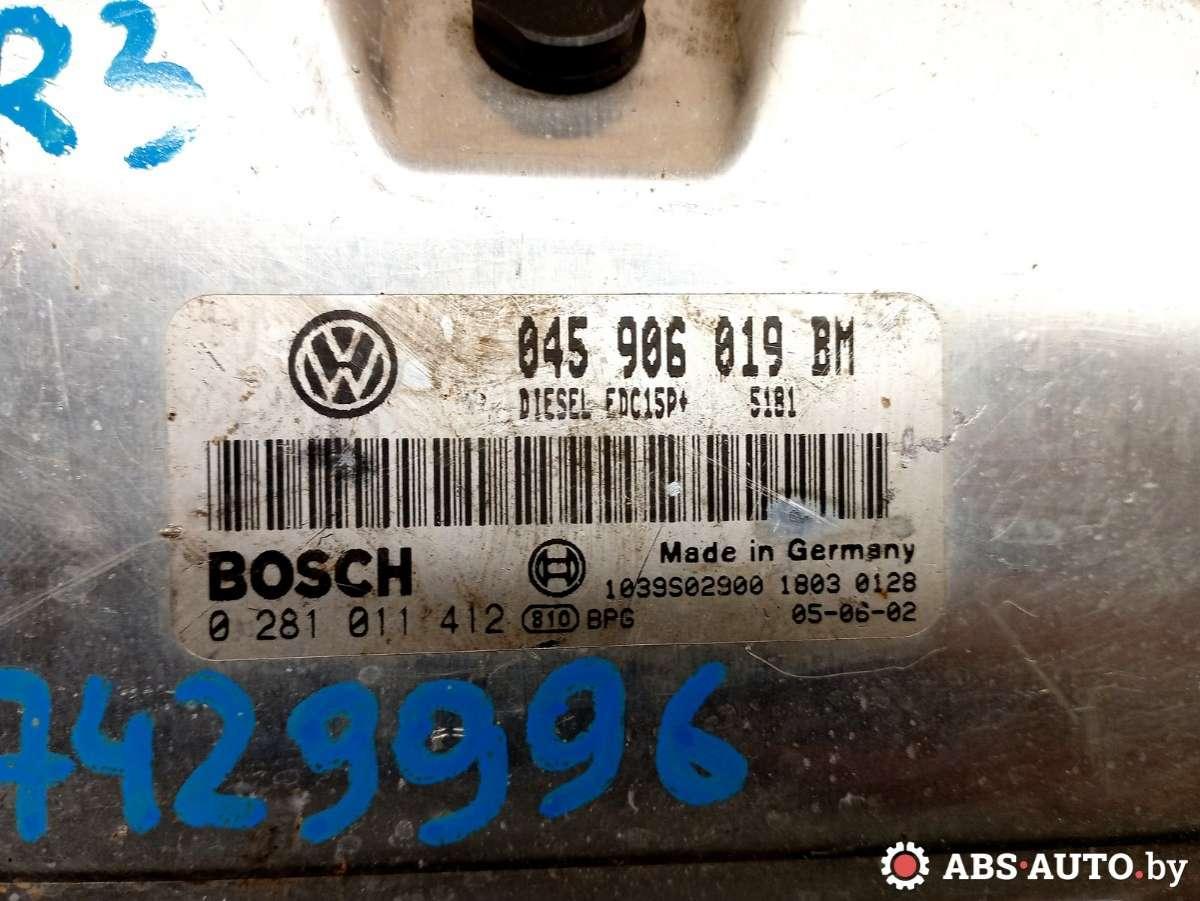 R3
045 906 019 BM
DIESEL EDC15P+ 5181
BOSCH
Made in Germany
1039S02900 1803 0128
0 281 011 412 810 BPG 05-06-02
7429996
ABS·AUTO.by